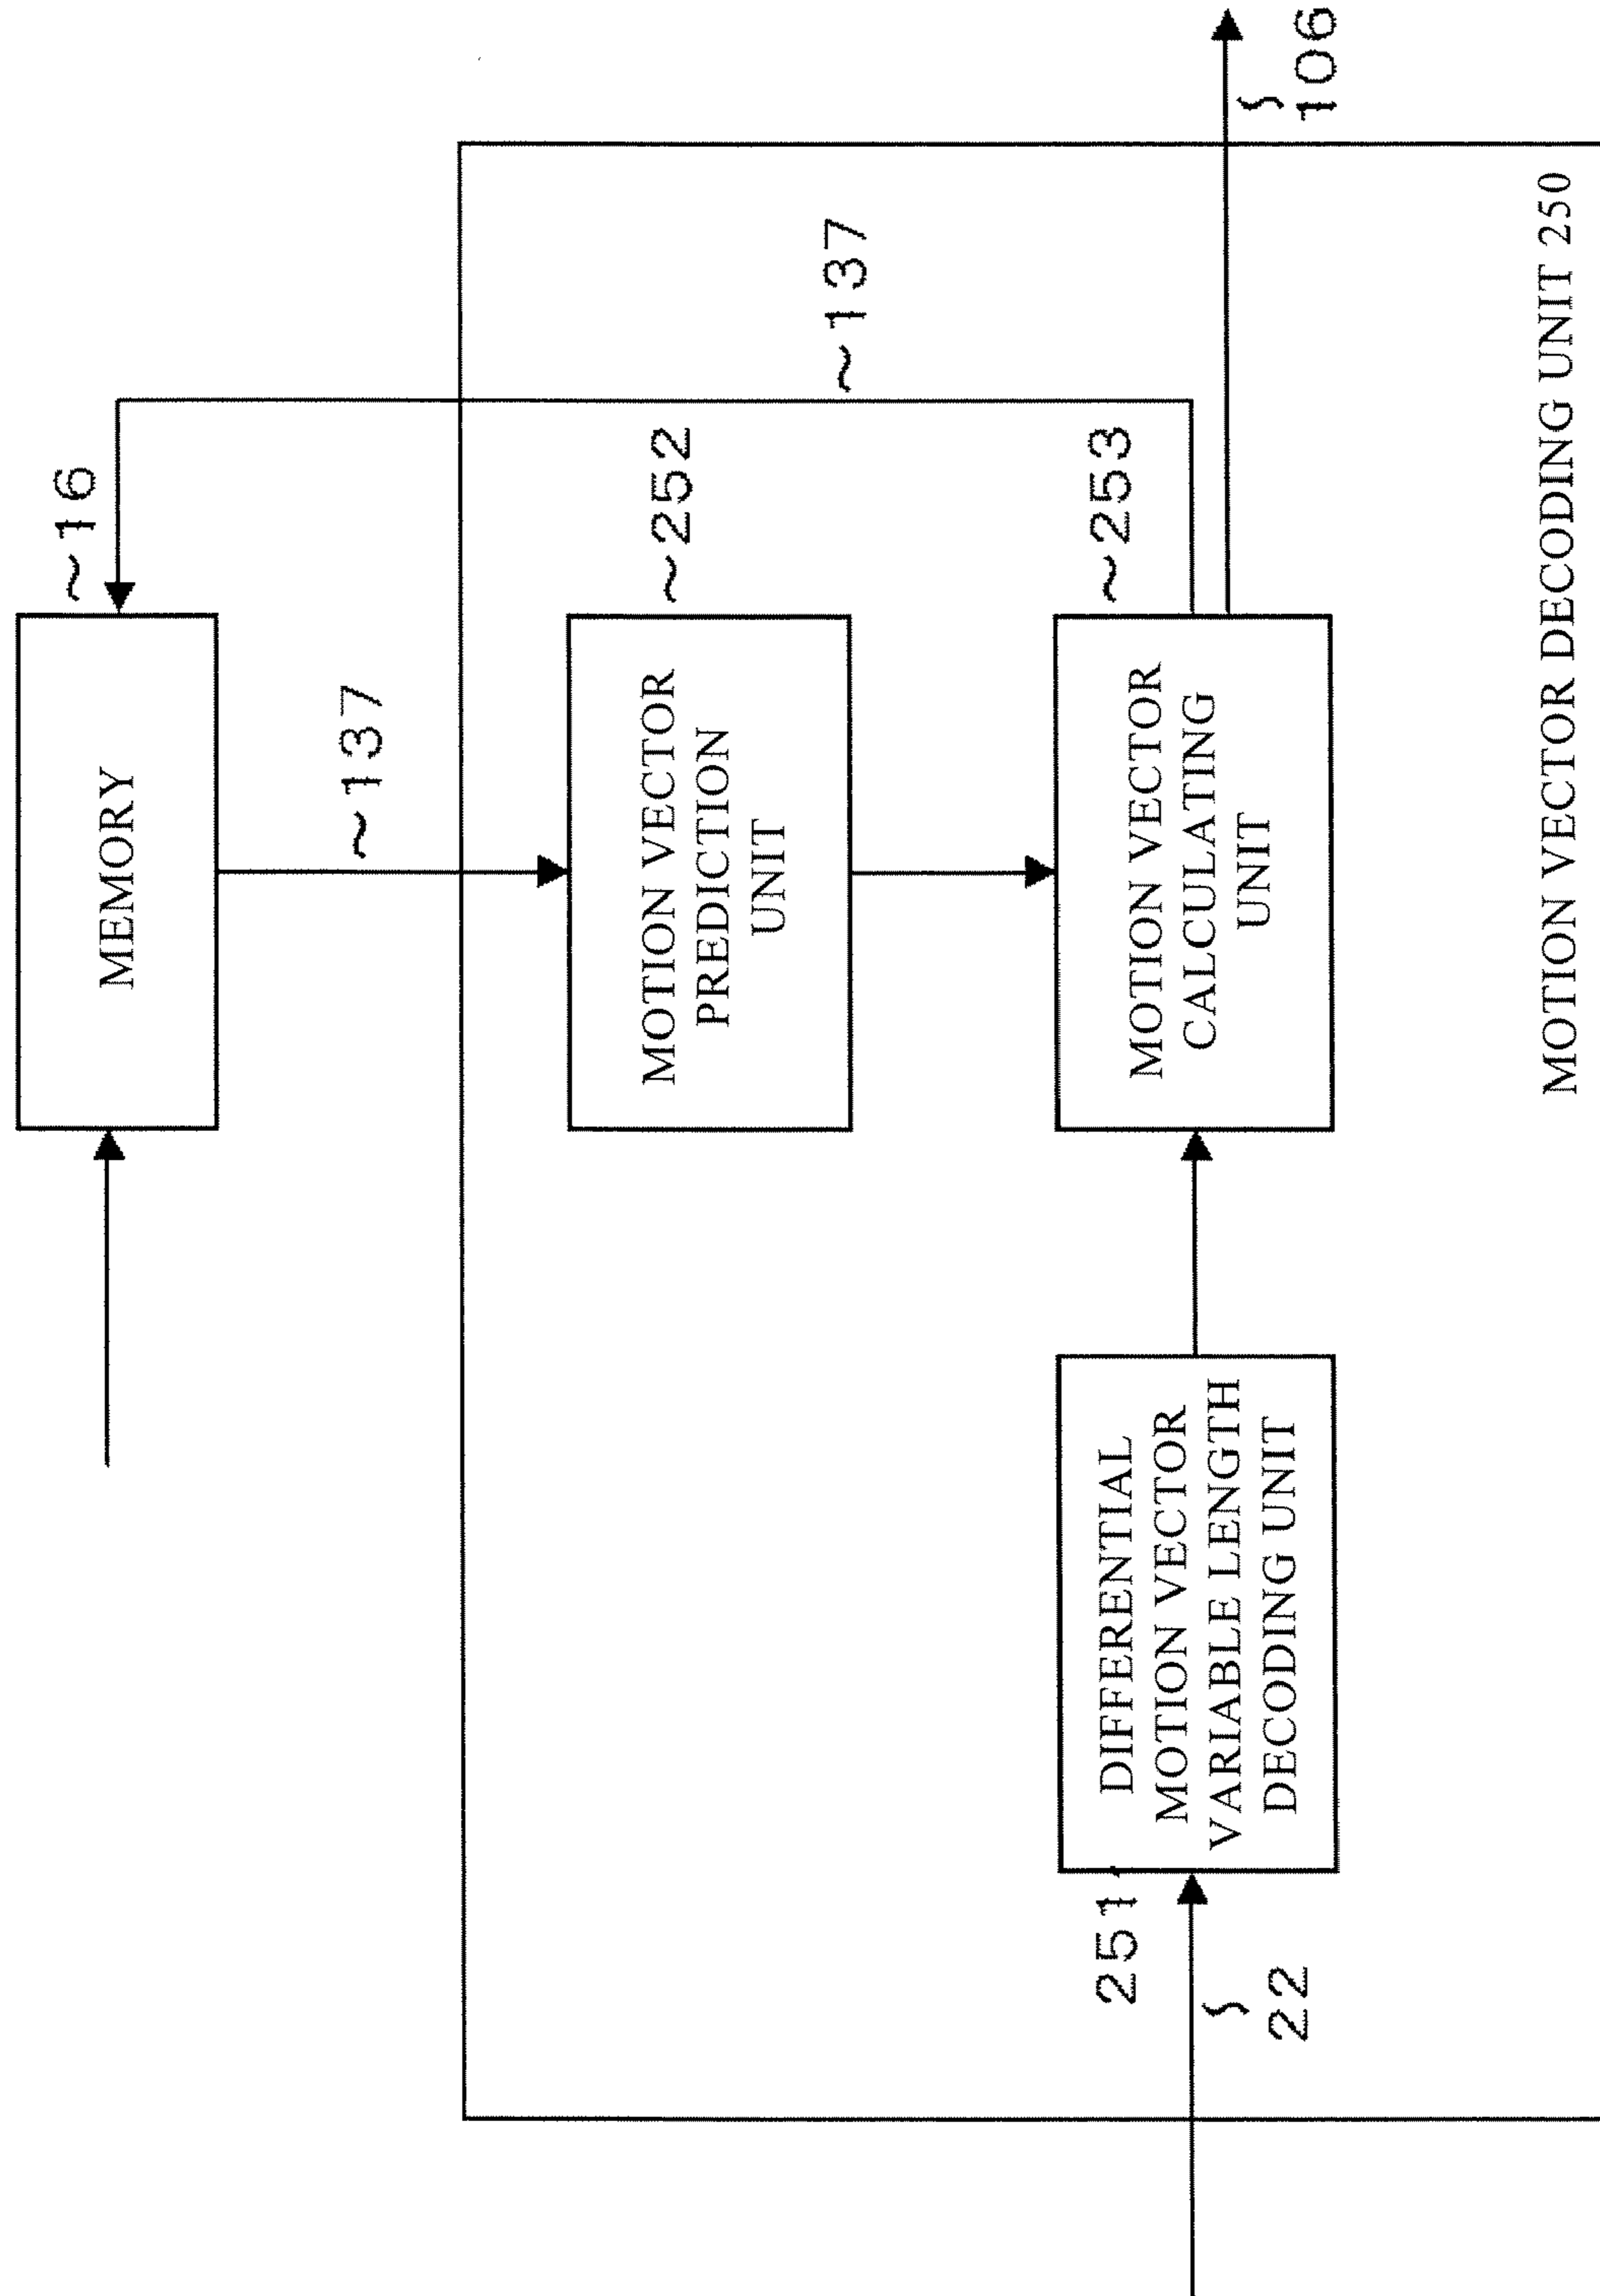 MEMORY
~16
~137
MOTION VECTOR
PREDICTION
UNIT
~252
~137
DIFFERENTIAL
MOTION VECTOR
VARIABLE LENGTH
DECODING UNIT
251
22
MOTION VECTOR
CALCULATING
UNIT
~253
106
MOTION VECTOR DECODING UNIT 250